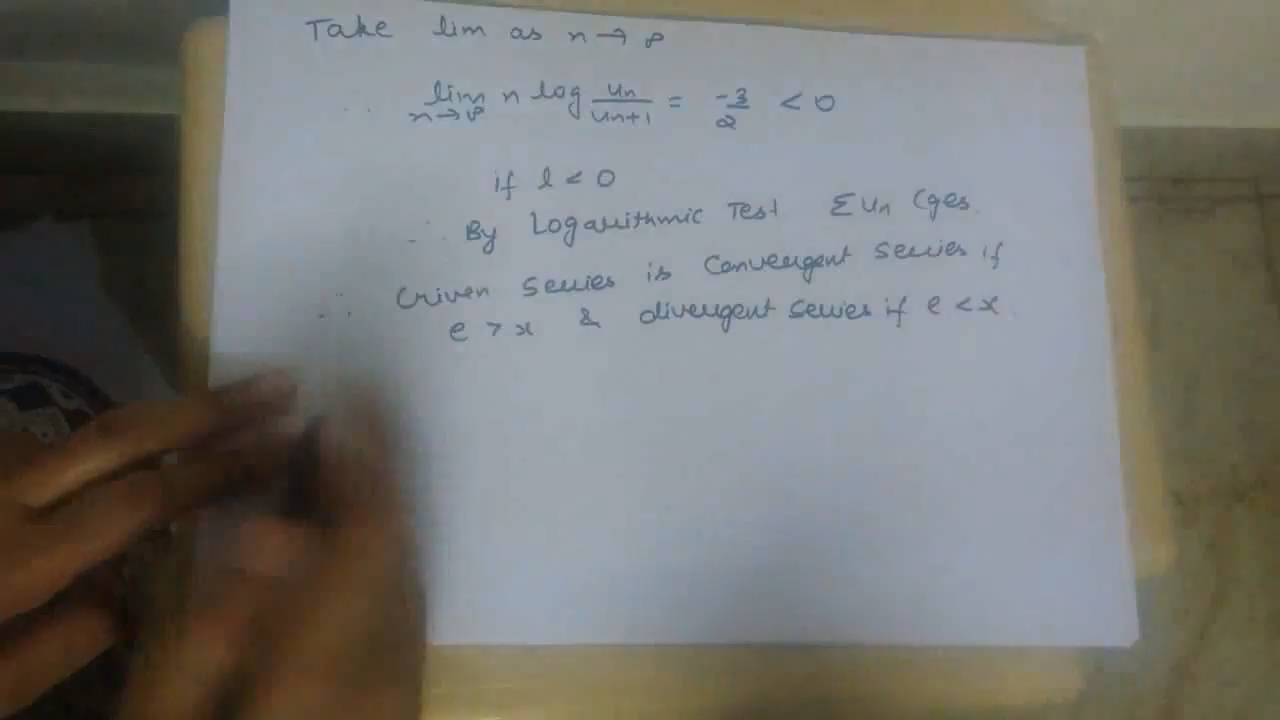 Take lim as n → ∞
∴ lim n→∞ n log un/un+1 = -3/2 < 0
if l < 0
∴ By Logarithmic Test Σun Cges.
∴ Given series is Convergent series if
e > x & divergent series if e < x.